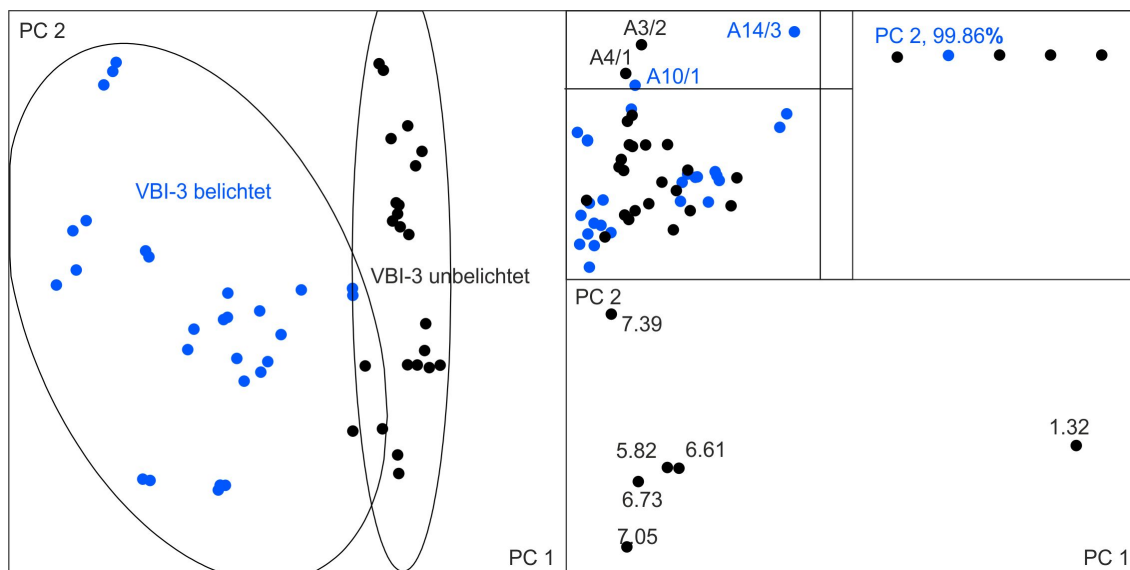 PC 2
VBI-3 belichtet
VBI-3 unbelichtet
PC 1
A3/2
A14/3
A4/1
A10/1
PC 2, 99.86%
PC 2
7.39
1.32
5.82
6.61
6.73
7.05
PC 1